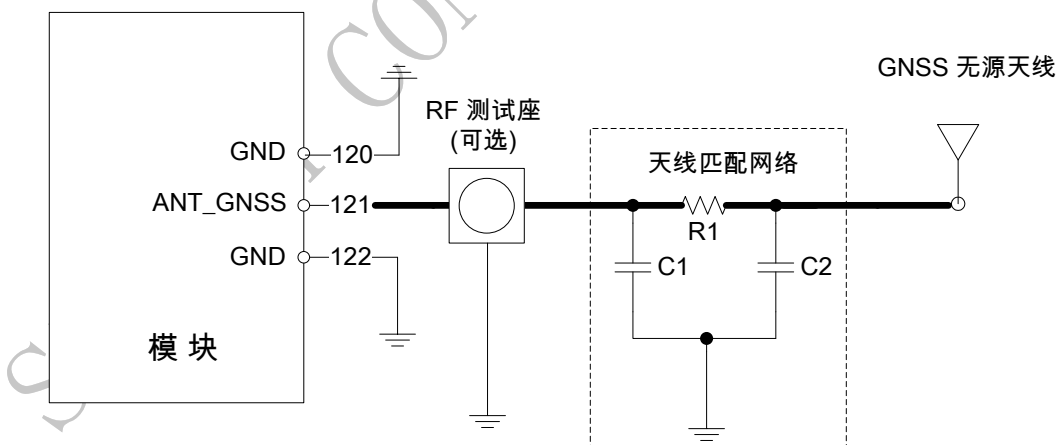 GNSS 无源天线
RF 测试座
(可选)
天线匹配网络
GND
120
ANT_GNSS
121
R1
GND
122
C1
C2
模 块